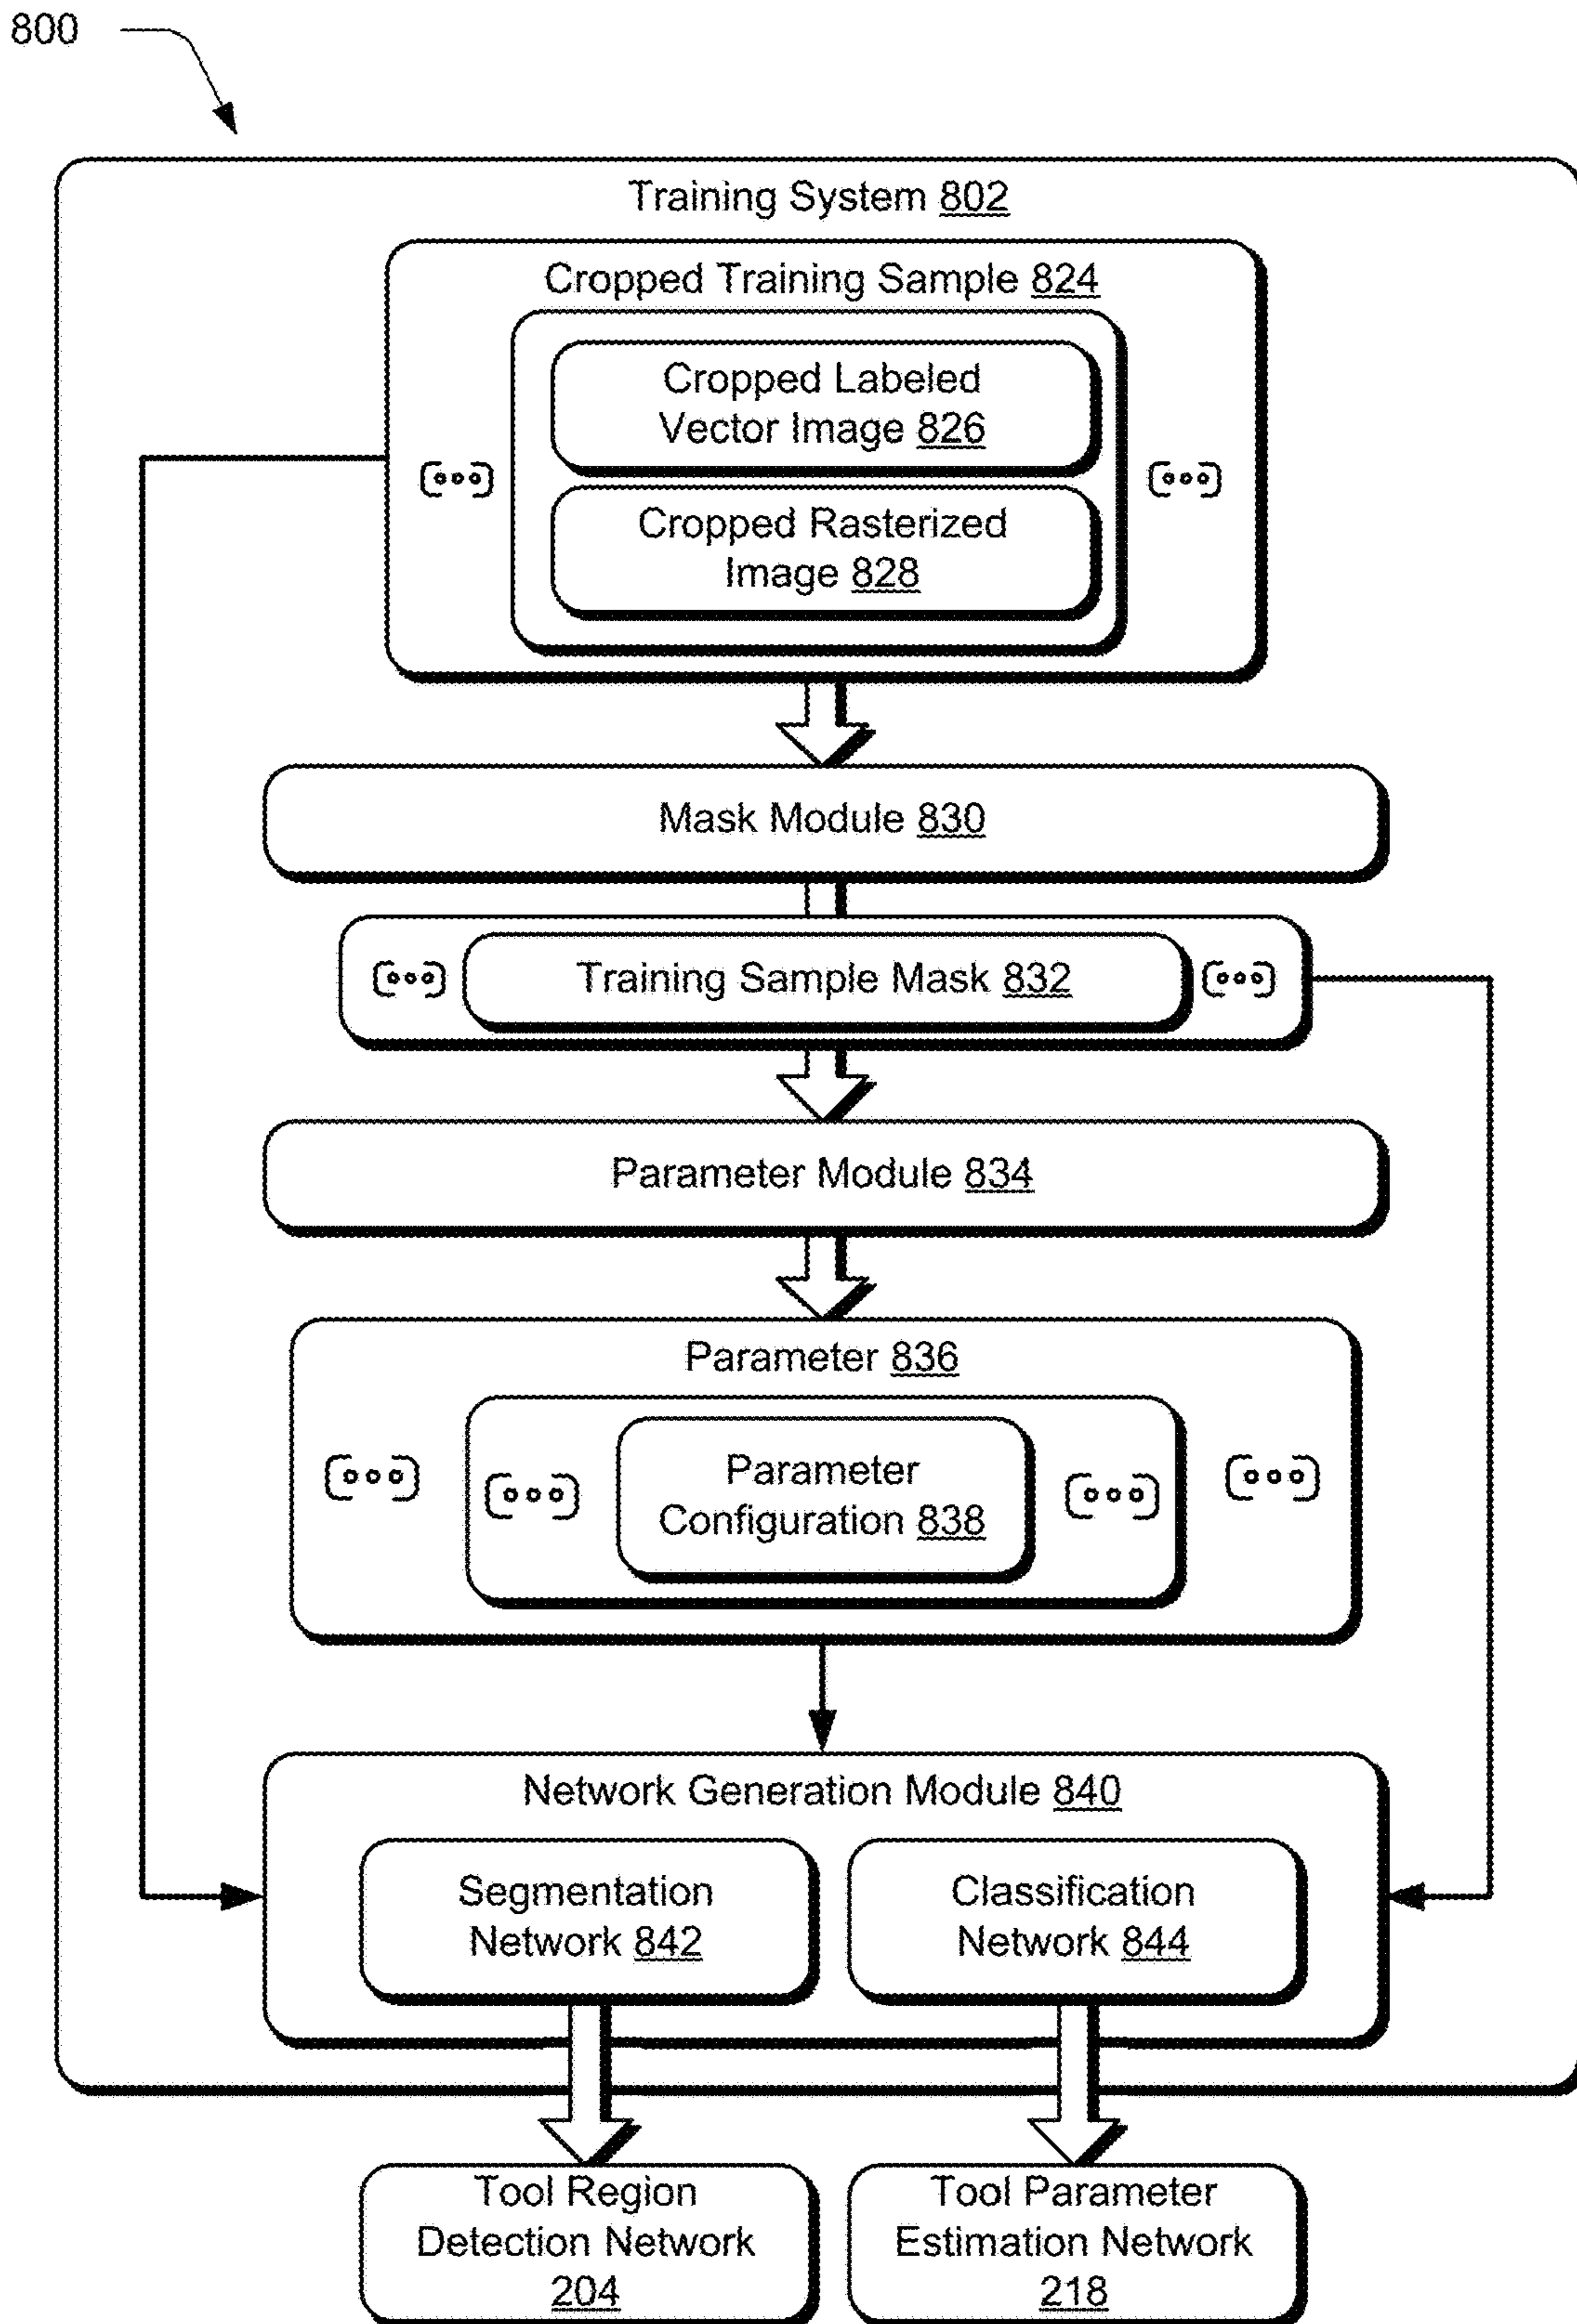 800
Training System 802
Cropped Training Sample 824
Cropped Labeled
Vector Image 826
Cropped Rasterized
Image 828
Mask Module 830
Training Sample Mask 832
Parameter Module 834
Parameter 836
Parameter
Configuration 838
Network Generation Module 840
Segmentation
Network 842
Classification
Network 844
Tool Region
Detection Network
204
Tool Parameter
Estimation Network
218